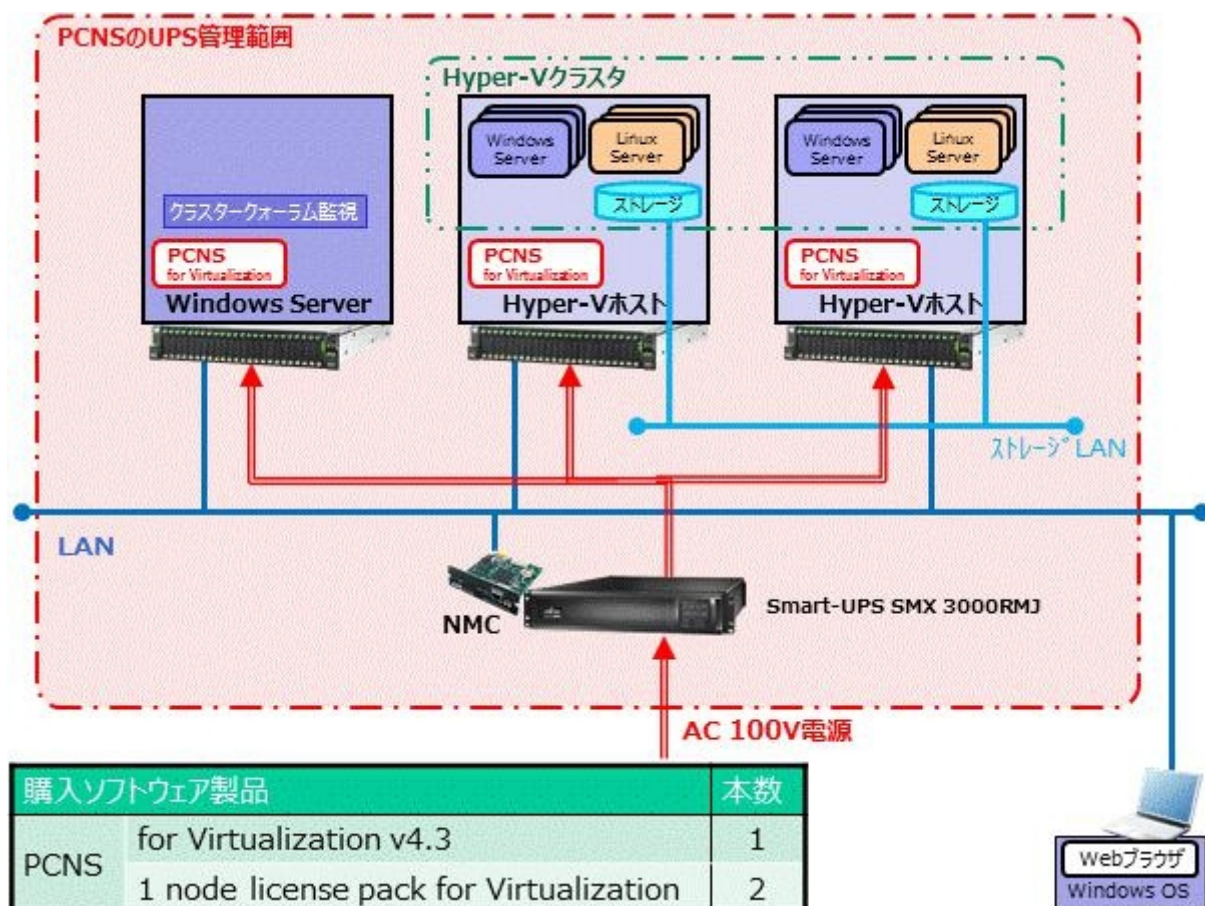 PCNSのUPS管理範囲
Hyper-Vクラスタ
Windows
Server
Linux
Server
Windows
Server
Linux
Server
ストレージ
ストレージ
クラスタークォーラム監視
PCNS
for Virtualization
PCNS
for Virtualization
PCNS
for Virtualization
Windows Server
Hyper-Vホスト
Hyper-Vホスト
ストレージLAN
LAN
NMC
Smart-UPS SMX 3000RMJ
AC 100V電源
購入ソフトウェア製品 本数
PCNS
for Virtualization v4.3 1
1 node license pack for Virtualization 2
Webブラウザ
Windows OS